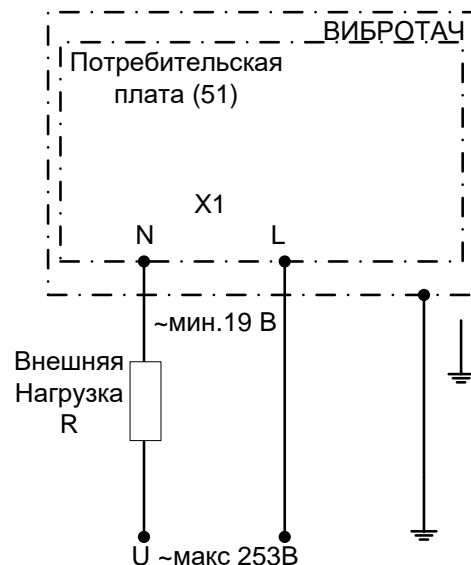 ВИБРОТАЧ
Потребительская
плата (51)
X1
N L
~мин.19 В
Внешняя
Нагрузка
R
U ~макс 253В